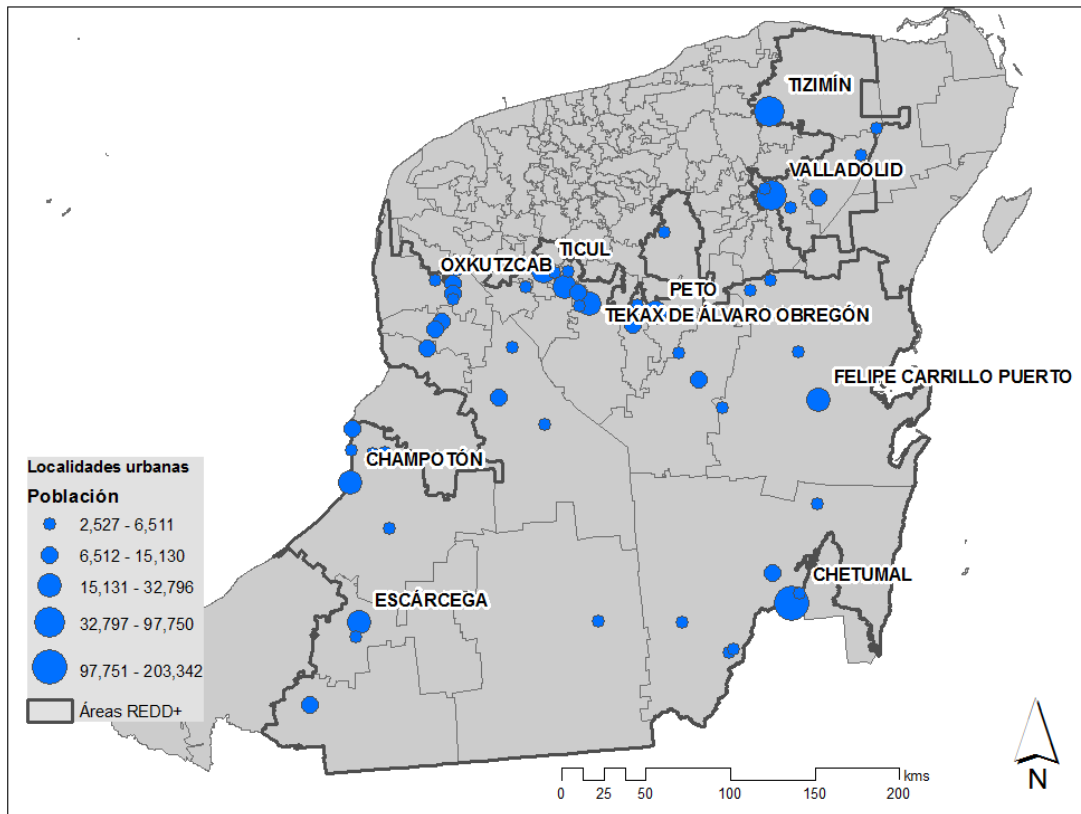 TIZIMÍN
VALLADOLID
TICUL
OXKUTZCAB
PETO
TEKAX DE ÁLVARO OBREGÓN
FELIPE CARRILLO PUERTO
CHAMPOTÓN
CHETUMAL
ESCÁRCEGA
Localidades urbanas
Población
2,527 - 6,511
6,512 - 15,130
15,131 - 32,796
32,797 - 97,750
97,751 - 203,342
Áreas REDD+
kms
0 25 50 100 150 200
N